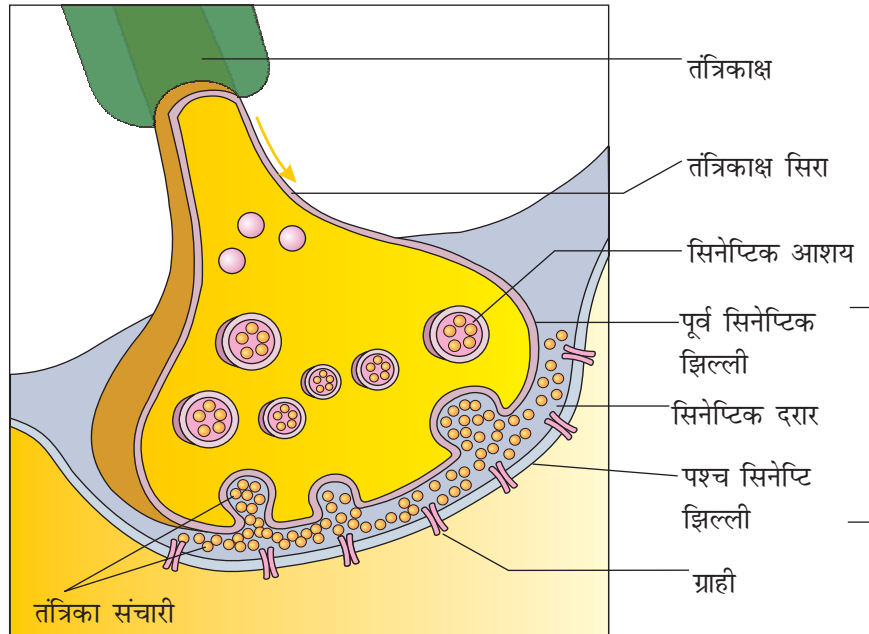 तंत्रिकाक्ष
तंत्रिकाक्ष सिरा
सिनेप्टिक आशय
पूर्व सिनेप्टिक
झिल्ली
सिनेप्टिक दरार
पश्च सिनेप्टि
झिल्ली
ग्राही
तंत्रिका संचारी